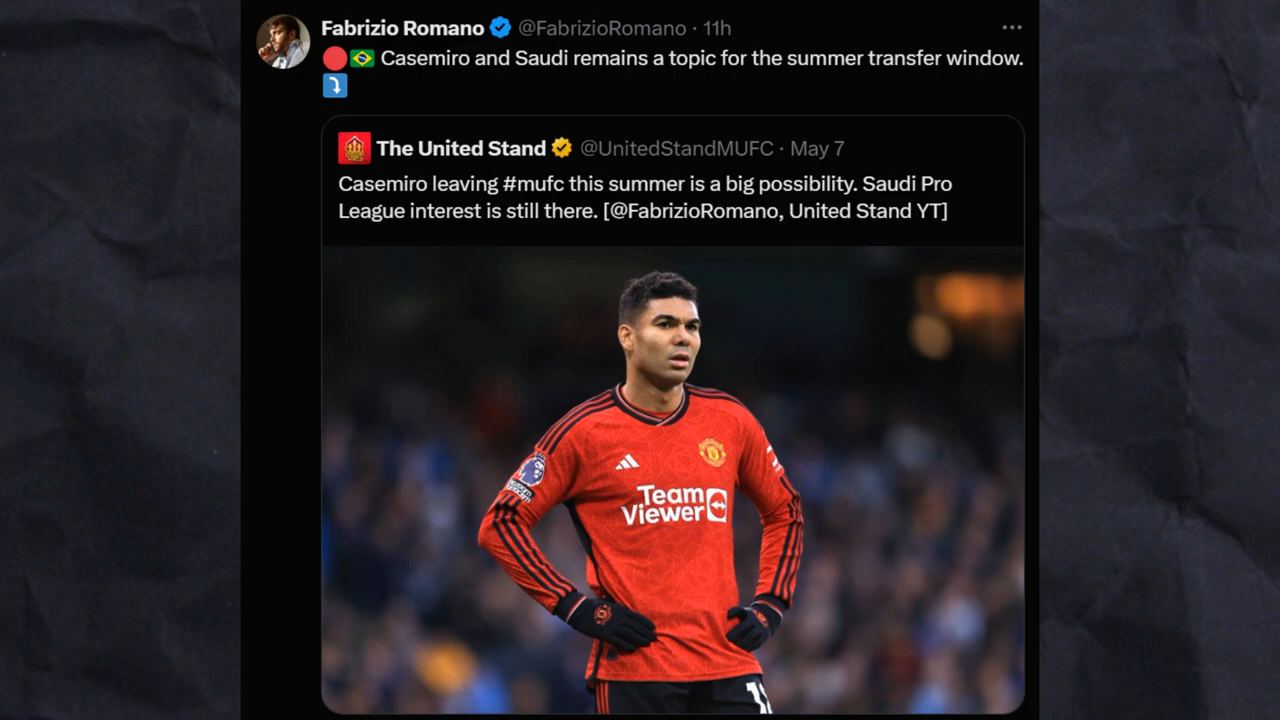 Fabrizio Romano @FabrizioRomano · 11h
🔴🇧🇷 Casemiro and Saudi remains a topic for the summer transfer window.
⤵️
The United Stand @UnitedStandMUFC · May 7
Casemiro leaving #mufc this summer is a big possibility. Saudi Pro
League interest is still there. [@FabrizioRomano, United Stand YT]
Team
Viewer